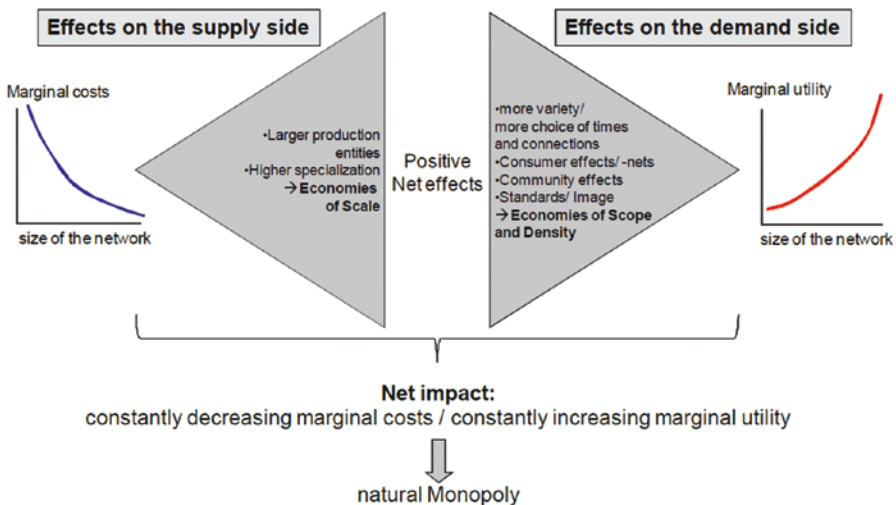 Effects on the supply side
Effects on the demand side
Marginal costs
size of the network
•Larger production
entities
•Higher specialization
→Economies
of Scale
Positive
Net effects
•more variety/
more choice of times
and connections
•Consumer effects/ -nets
•Community effects
•Standards/ Image
→Economies of Scope
and Density
Marginal utility
size of the network
Net impact:
constantly decreasing marginal costs / constantly increasing marginal utility
natural Monopoly